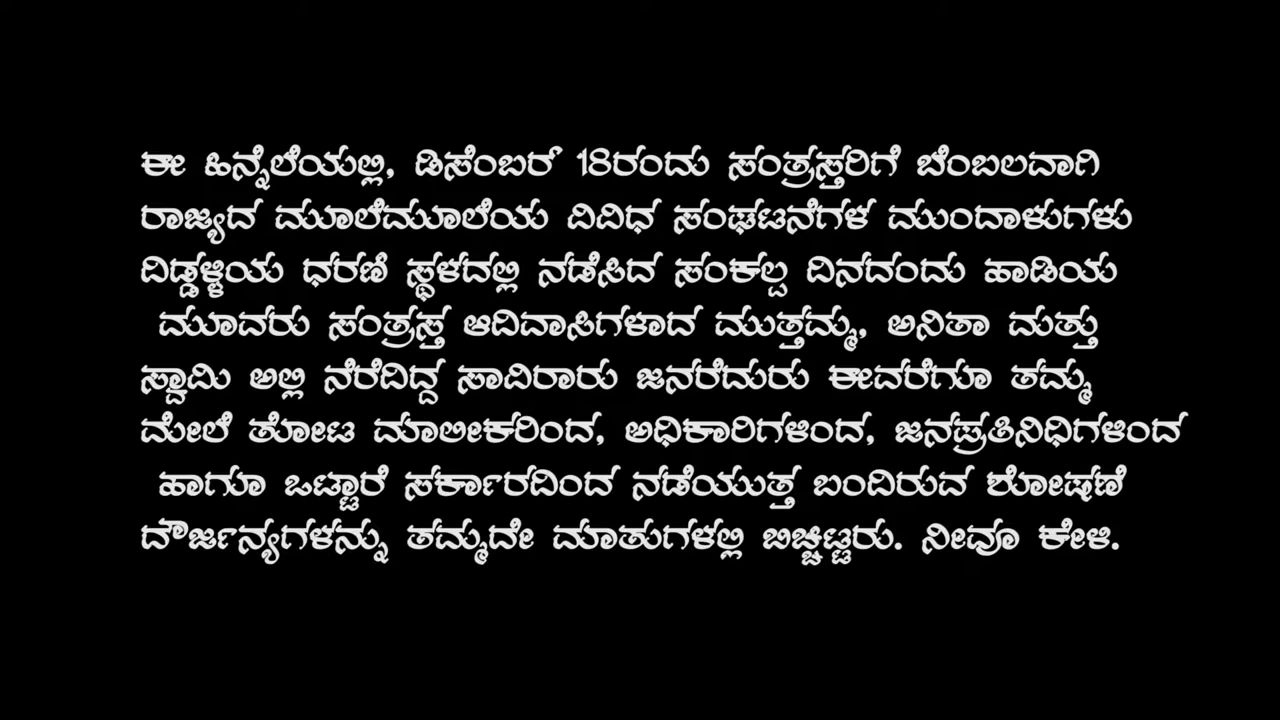 ಈ ಹಿನ್ನೆಲೆಯಲ್ಲಿ, ಡಿಸೆಂಬರ್ 18ರಂದು ಸಂತ್ರಸ್ತರಿಗೆ ಬೆಂಬಲವಾಗಿ
ರಾಜ್ಯದ ಮೂಲೆಮೂಲೆಯ ವಿವಿಧ ಸಂಘಟನೆಗಳ ಮುಂದಾಳುಗಳು
ದಿಡ್ಡಳ್ಳಿಯ ಧರಣಿ ಸ್ಥಳದಲ್ಲಿ ನಡೆಸಿದ ಸಂಕಲ್ಪ ದಿನದಂದು ಹಾಡಿಯ
ಮೂವರು ಸಂತ್ರಸ್ತ ಆದಿವಾಸಿಗಳಾದ ಮುತ್ತಮ್ಮ, ಅನಿತಾ ಮತ್ತು
ಸ್ವಾಮಿ ಅಲ್ಲಿ ನೆರೆದಿದ್ದ ಸಾವಿರಾರು ಜನರೆದುರು ಈವರೆಗೂ ತಮ್ಮ
ಮೇಲೆ ತೋಟ ಮಾಲೀಕರಿಂದ, ಅಧಿಕಾರಿಗಳಿಂದ, ಜನಪ್ರತಿನಿಧಿಗಳಿಂದ
ಹಾಗೂ ಒಟ್ಟಾರೆ ಸರ್ಕಾರದಿಂದ ನಡೆಯುತ್ತ ಬಂದಿರುವ ಶೋಷಣೆ
ದೌರ್ಜನ್ಯಗಳನ್ನು ತಮ್ಮದೇ ಮಾತುಗಳಲ್ಲಿ ಬಿಚ್ಚಿಟ್ಟರು. ನೀವೂ ಕೇಳಿ.